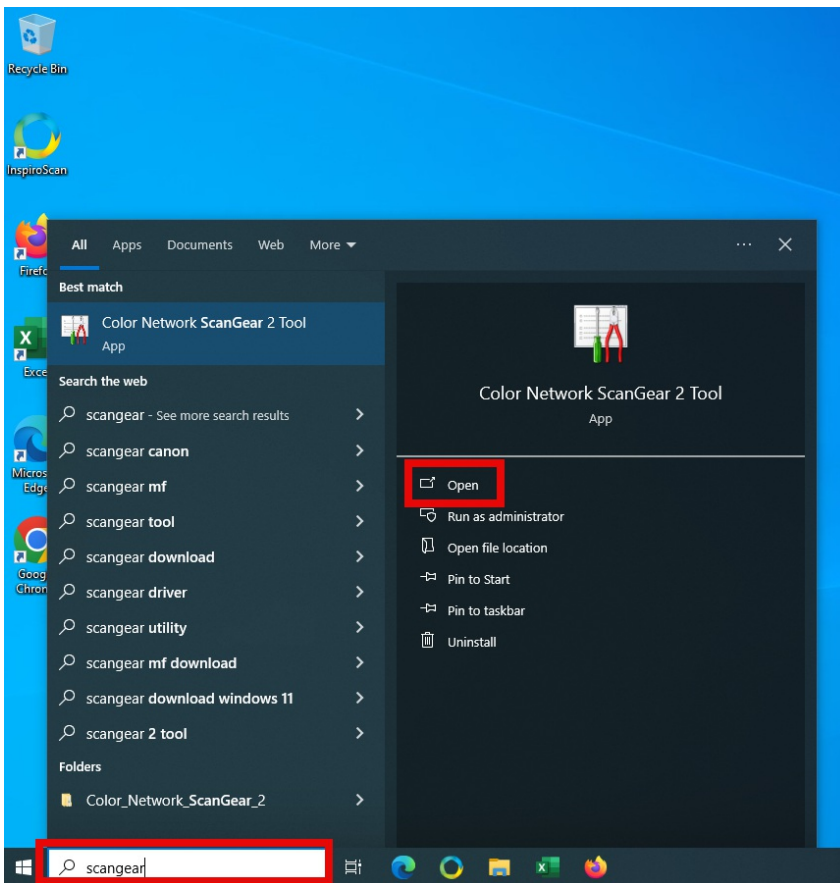 Recycle Bin
InspiroScan
Firefo
Exce
Micros
Edge
Goog
Chron
All Apps Documents Web More
Best match
Color Network ScanGear 2 Tool
App
Search the web
scangear - See more search results
scangear canon
scangear mf
scangear tool
scangear download
scangear driver
scangear utility
scangear mf download
scangear download windows 11
scangear 2 tool
Folders
Color_Network_ScanGear_2
Color Network ScanGear 2 Tool
App
Open
Run as administrator
Open file location
Pin to Start
Pin to taskbar
Uninstall
scangear